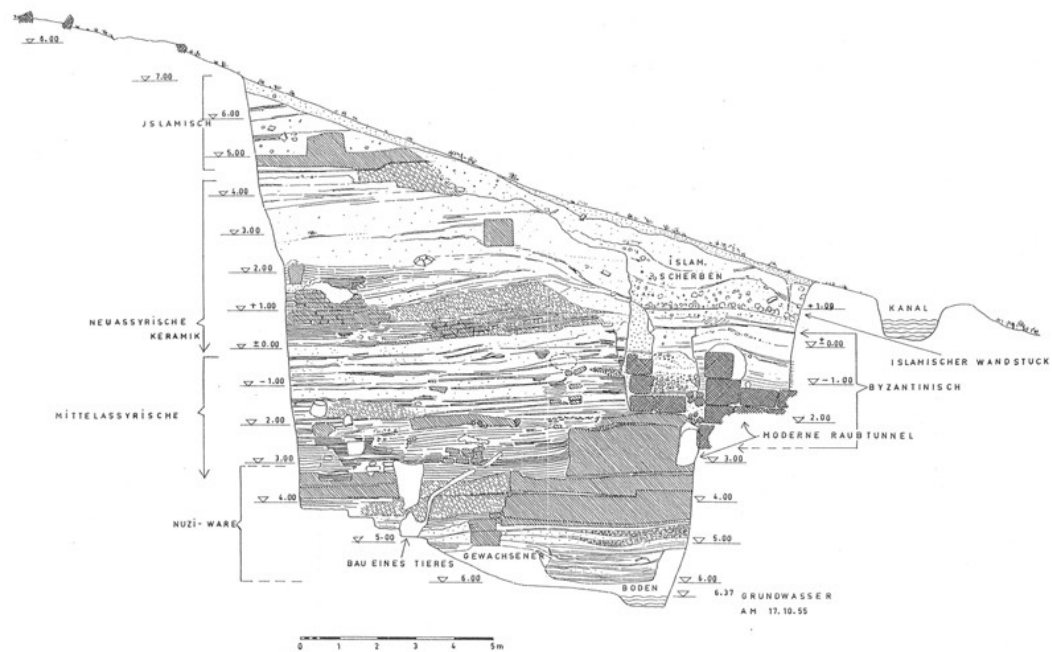 6.00
7.00
6.00
JSLAMISCH
5.00
4.00
3.00
2.00
+ 1.00
NEUASSYRISCHE
KERAMIK
± 0.00
- 1.00
MITTELASSYRISCHE
2.00
3.00
4.00
NUZI-WARE
5.00
BAU EINES TIERES
GEWACHSENER
6.00
BODEN
ISLAM.
SCHERBEN
+ 1.00
KANAL
± 0.00
ISLAMISCHER WANDSTUCK
-1.00
BYZANTINISCH
2.00
MODERNE RAUBTUNNEL
3.00
4.00
5.00
6.00
6.37 GRUNDWASSER
AM 17.10.55
0 1 2 3 4 5m